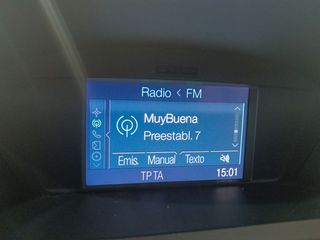 Radio < FM
MuyBuena
Preestabl. 7
Emis. Manual Texto
TP TA 15:01